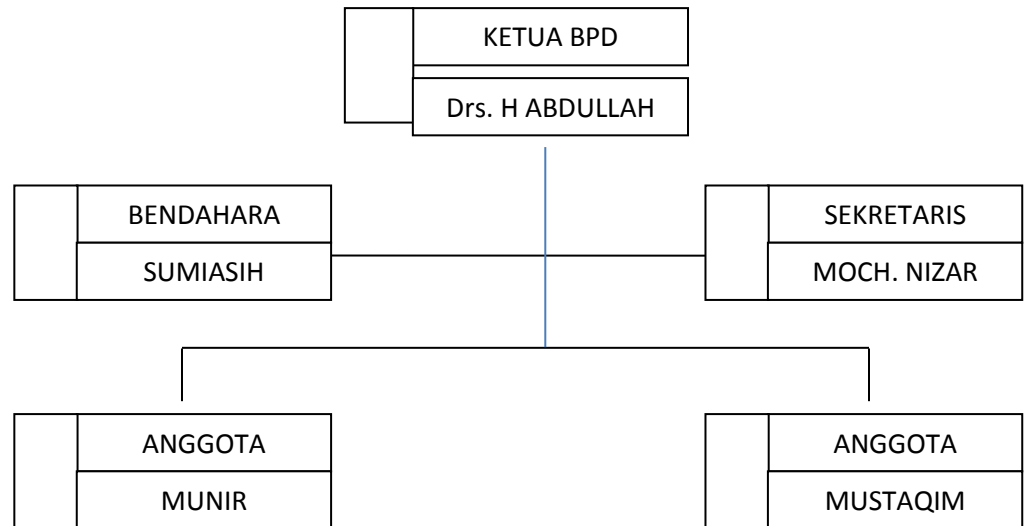 KETUA BPD
Drs. H ABDULLAH
BENDAHARA
SUMIASIH
SEKRETARIS
MOCH. NIZAR
ANGGOTA
MUNIR
ANGGOTA
MUSTAQIM